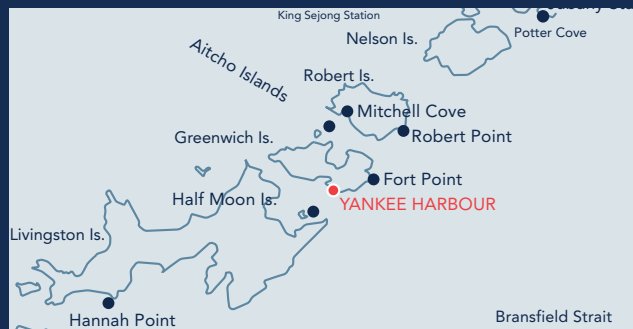 King Sejong Station
Nelson Is.
Potter Cove
Aitcho Islands
Robert Is.
Mitchell Cove
Robert Point
Greenwich Is.
Fort Point
Half Moon Is.
YANKEE HARBOUR
Livingston Is.
Hannah Point
Bransfield Strait